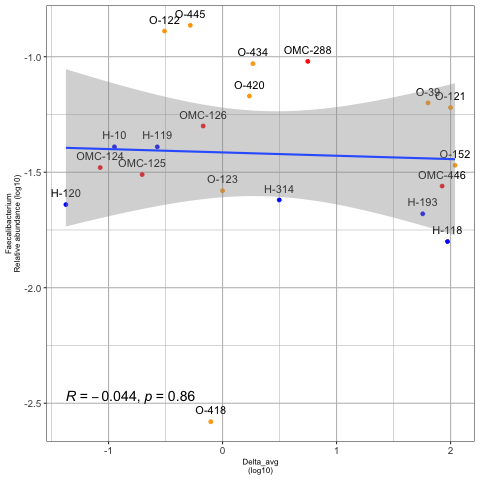 O-122
O-445
O-434
OMC-288
O-420
O-39
O-121
OMC-126
H-10
H-119
OMC-124
OMC-125
O-152
OMC-446
O-123
H-120
H-314
H-193
H-118
R = −0.044, p = 0.86
O-418
-1.0
-1.5
-2.0
-2.5
-1
0
1
2
Faecalibacterium
Relative abundance (log10)
Delta_avg
(log10)